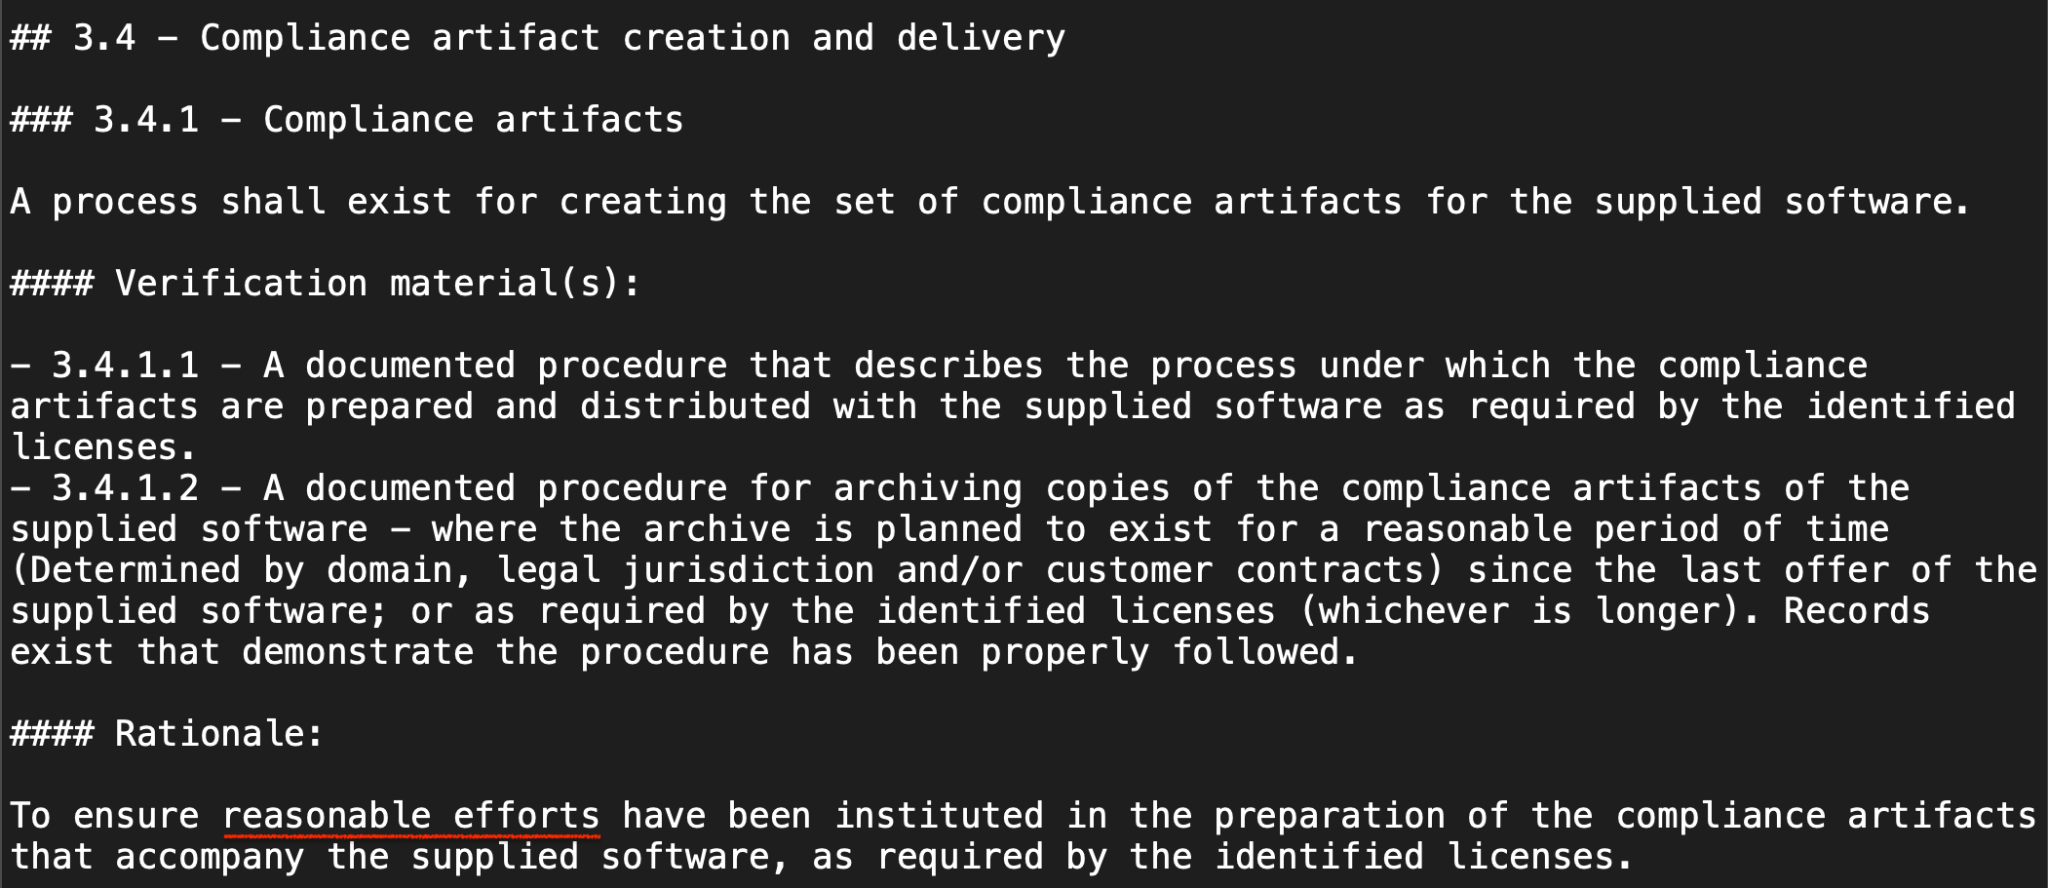 ## 3.4 – Compliance artifact creation and delivery
### 3.4.1 – Compliance artifacts
A process shall exist for creating the set of compliance artifacts for the supplied software.
#### Verification material(s):
– 3.4.1.1 – A documented procedure that describes the process under which the compliance
artifacts are prepared and distributed with the supplied software as required by the identified
licenses.
– 3.4.1.2 – A documented procedure for archiving copies of the compliance artifacts of the
supplied software – where the archive is planned to exist for a reasonable period of time
(Determined by domain, legal jurisdiction and/or customer contracts) since the last offer of the
supplied software; or as required by the identified licenses (whichever is longer). Records
exist that demonstrate the procedure has been properly followed.
#### Rationale:
To ensure reasonable efforts have been instituted in the preparation of the compliance artifacts
that accompany the supplied software, as required by the identified licenses.